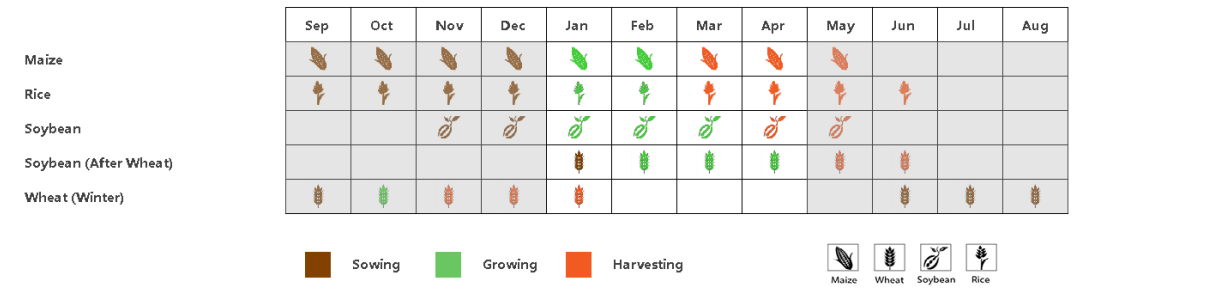 Sep Oct Nov Dec Jan Feb Mar Apr May Jun Jul Aug
Maize
Rice
Soybean
Soybean (After Wheat)
Wheat (Winter)
Sowing Growing Harvesting
Maize Wheat Soybean Rice